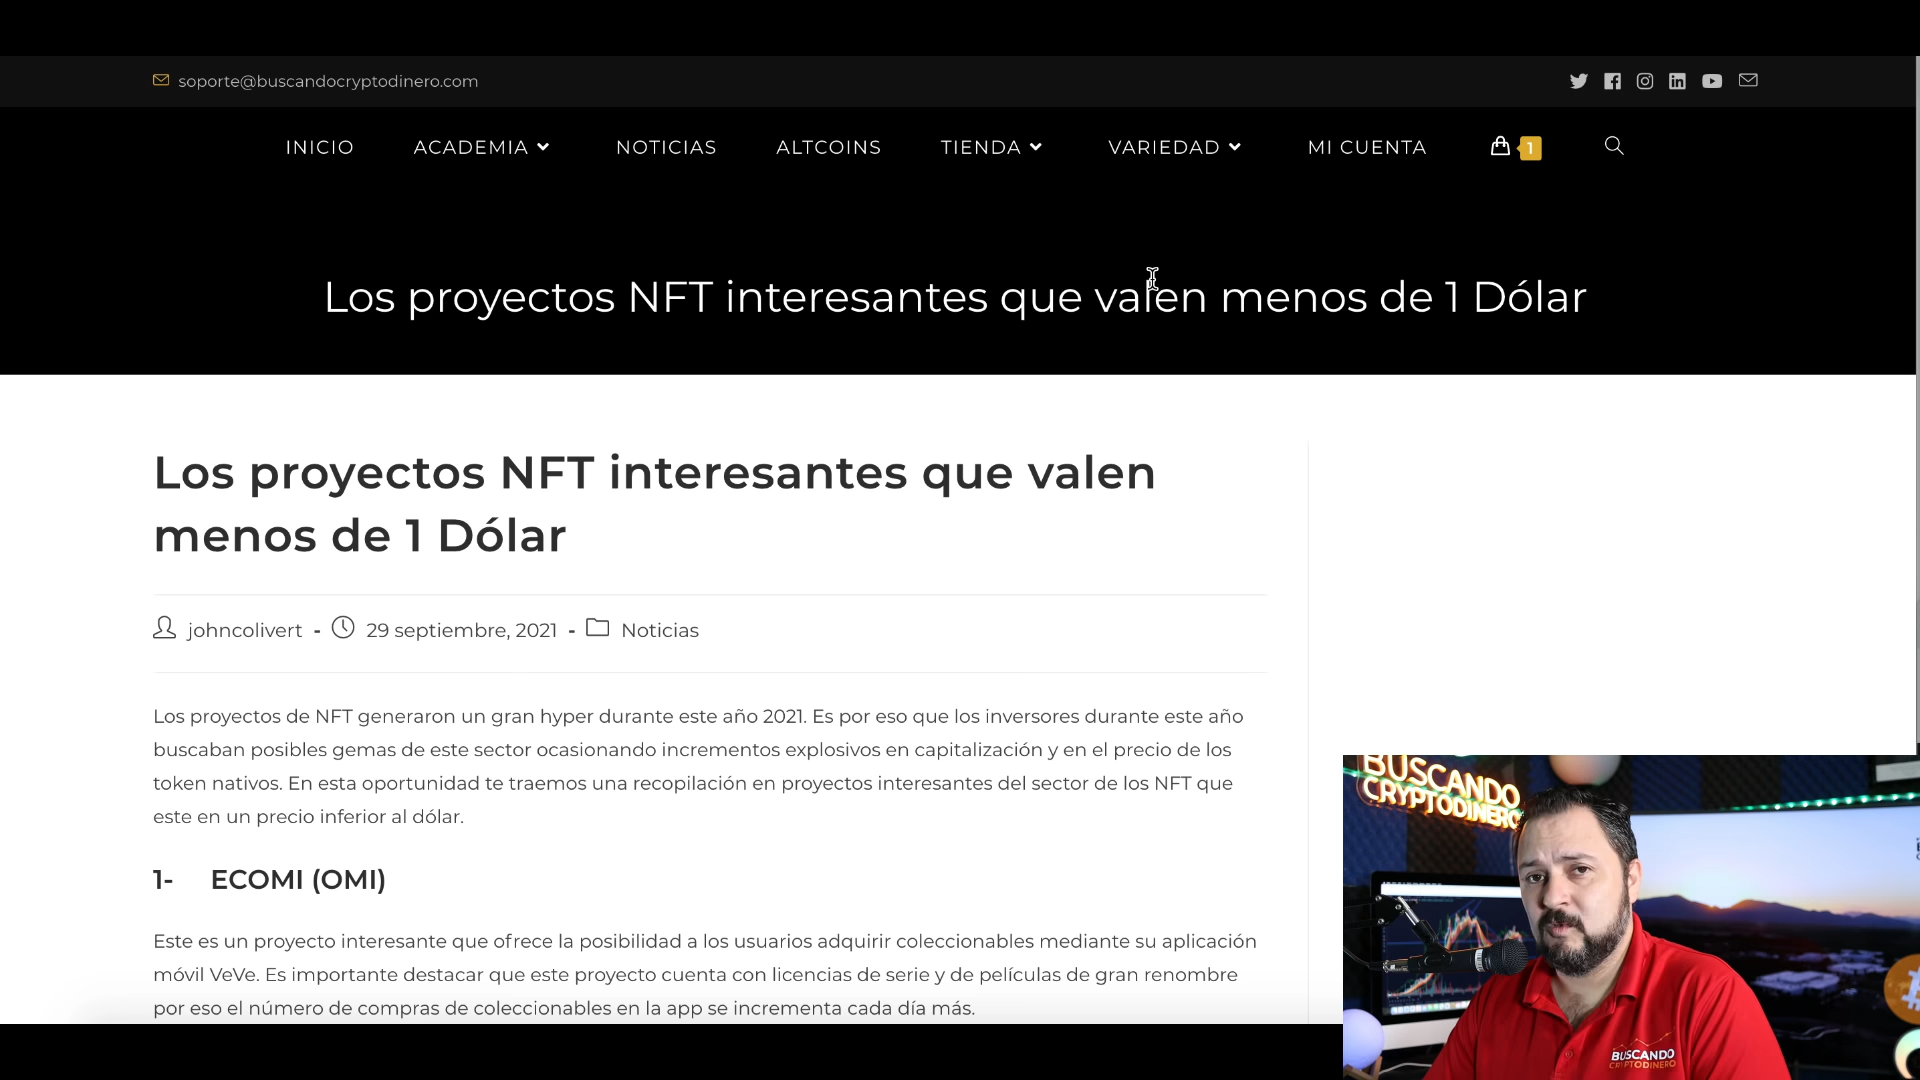 soporte@buscandocryptodinero.com
INICIO ACADEMIA NOTICIAS ALTCOINS TIENDA VARIEDAD MI CUENTA 1
Los proyectos NFT interesantes que valen menos de 1 Dólar
Los proyectos NFT interesantes que valen
menos de 1 Dólar
johncolivert - 29 septiembre, 2021 - Noticias
Los proyectos de NFT generaron un gran hyper durante este año 2021. Es por eso que los inversores durante este año
buscaban posibles gemas de este sector ocasionando incrementos explosivos en capitalización y en el precio de los
token nativos. En esta oportunidad te traemos una recopilación en proyectos interesantes del sector de los NFT que
este en un precio inferior al dólar.
1- ECOMI (OMI)
Este es un proyecto interesante que ofrece la posibilidad a los usuarios adquirir coleccionables mediante su aplicación
móvil VeVe. Es importante destacar que este proyecto cuenta con licencias de serie y de películas de gran renombre
por eso el número de compras de coleccionables en la app se incrementa cada día más.
BUSCANDO
CRYPTODINERO
BUSCANDO
CRYPTODINERO